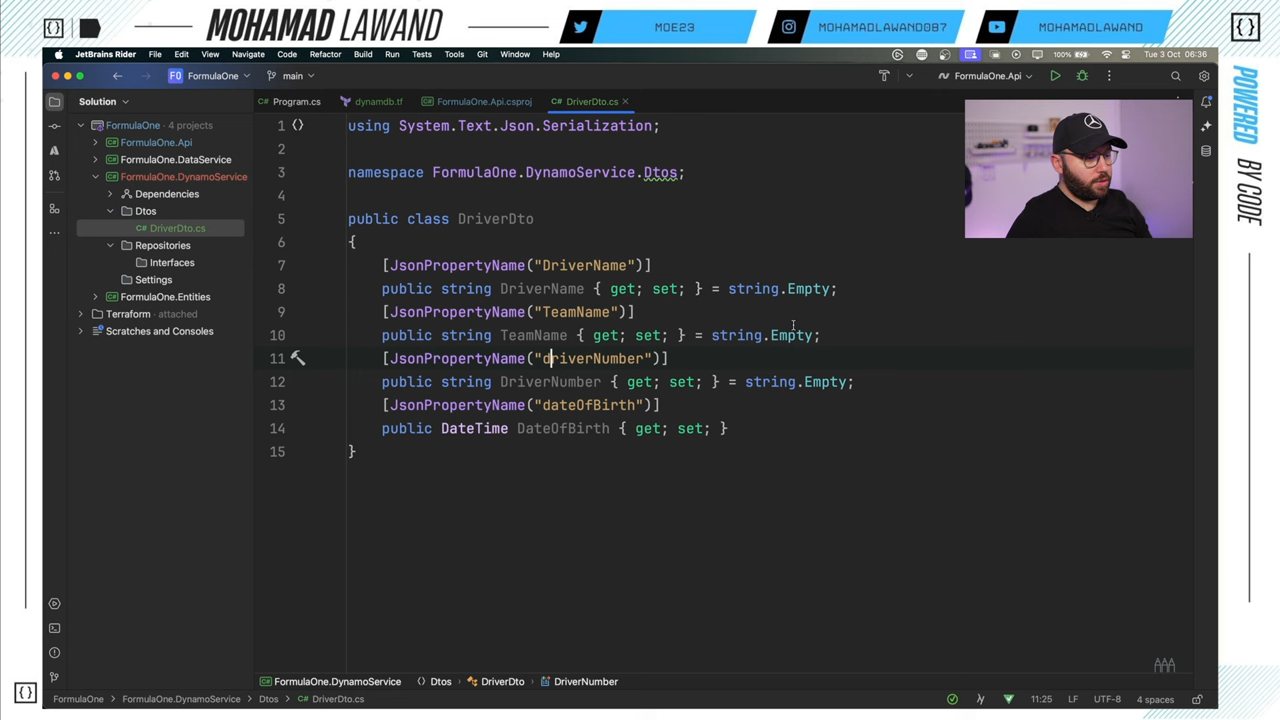 MOHAMAD LAWAND
MOE23
MOHAMADLAWAND087
MOHAMADLAWAND
POWERED BY CODE
JetBrains Rider File Edit View Navigate Code Refactor Build Run Tests Tools Git Window Help
100% Tue 3 Oct 06:36
F0 FormulaOne main FormulaOne.Api
Solution
Program.cs dynamdb.tf FormulaOne.Api.csproj DriverDto.cs
FormulaOne · 4 projects
FormulaOne.Api
FormulaOne.DataService
FormulaOne.DynamoService
Dependencies
Dtos
C# DriverDto.cs
Repositories
Interfaces
Settings
FormulaOne.Entities
Terraform attached
Scratches and Consoles
1 using System.Text.Json.Serialization;
2
3 namespace FormulaOne.DynamoService.Dtos;
4
5 public class DriverDto
6 {
7 [JsonPropertyName("DriverName")]
8 public string DriverName { get; set; } = string.Empty;
9 [JsonPropertyName("TeamName")]
10 public string TeamName { get; set; } = string.Empty;
11 [JsonPropertyName("driverNumber")]
12 public string DriverNumber { get; set; } = string.Empty;
13 [JsonPropertyName("dateOfBirth")]
14 public DateTime DateOfBirth { get; set; }
15 }
FormulaOne.DynamoService Dtos DriverDto DriverNumber
FormulaOne > FormulaOne.DynamoService > Dtos > C# DriverDto.cs
11:25 LF UTF-8 4 spaces